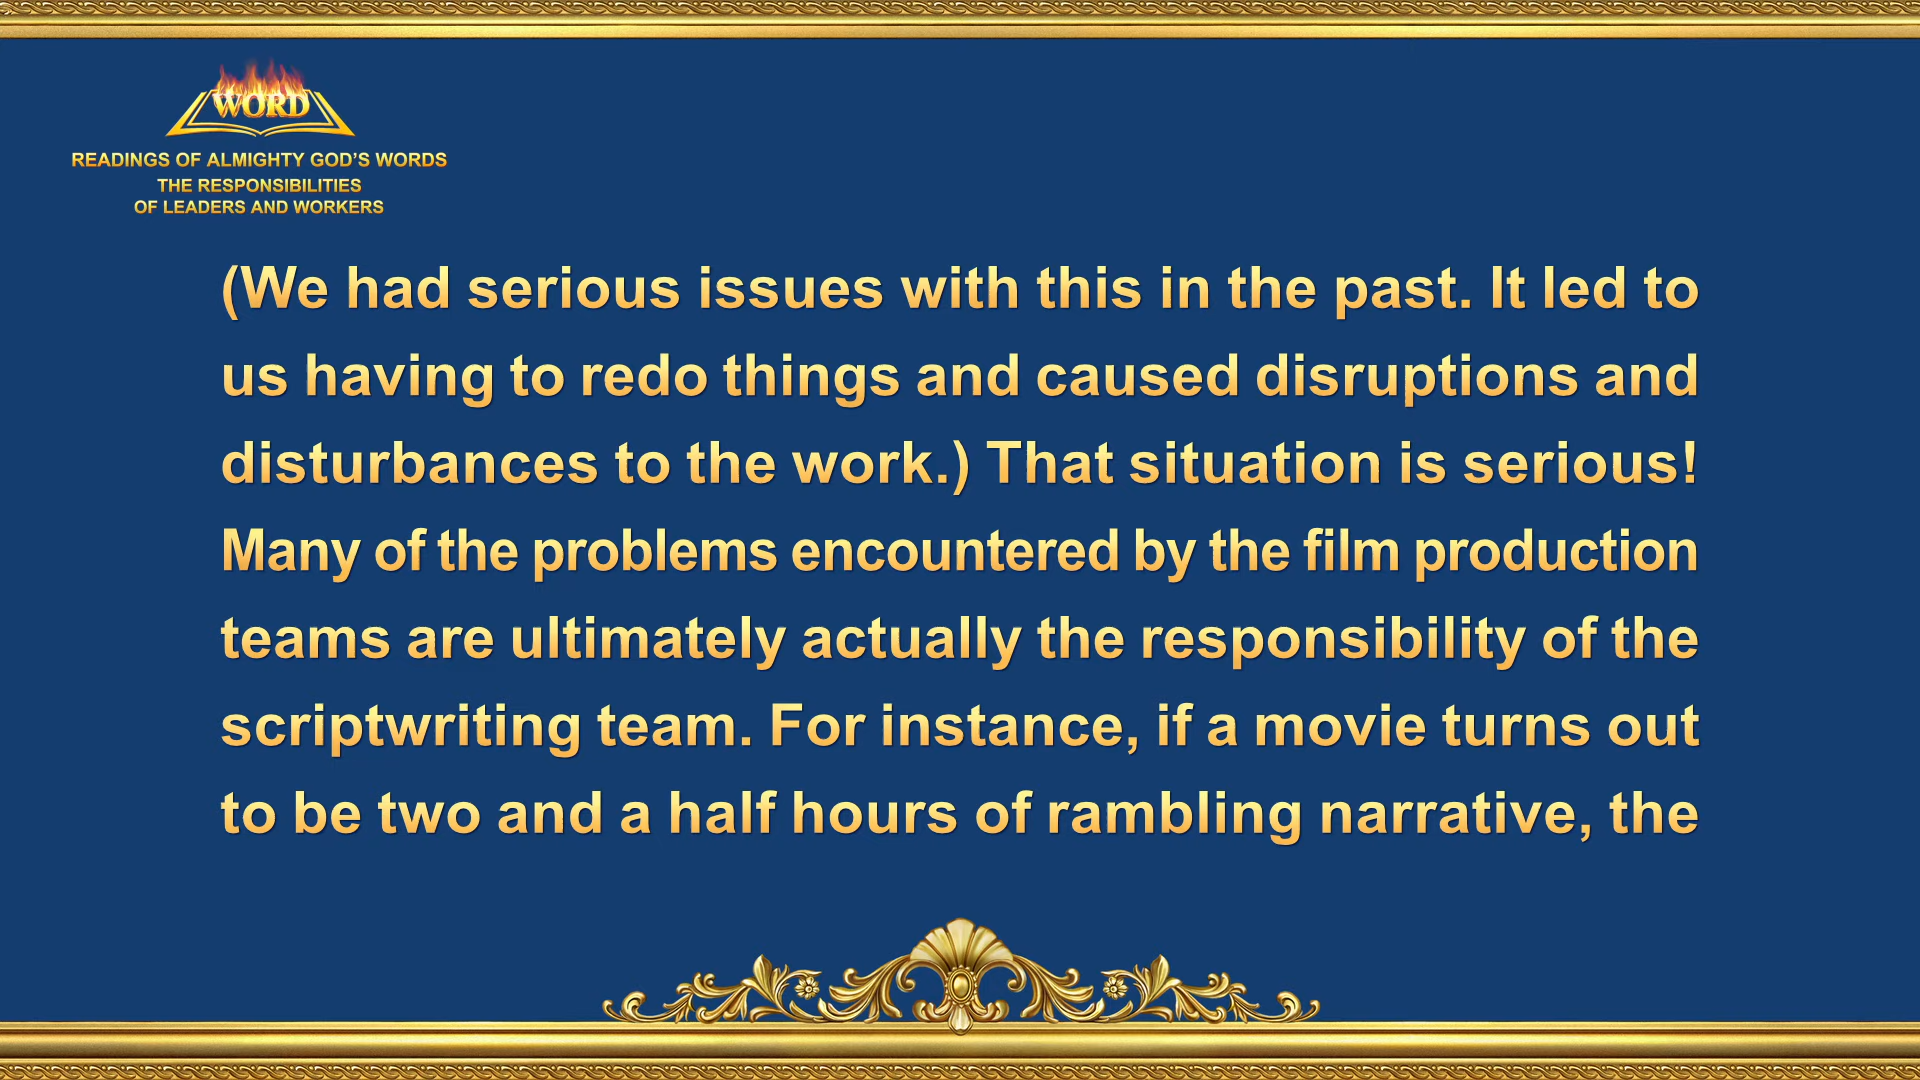 WORD
READINGS OF ALMIGHTY GOD’S WORDS
THE RESPONSIBILITIES
OF LEADERS AND WORKERS
(We had serious issues with this in the past. It led to
us having to redo things and caused disruptions and
disturbances to the work.) That situation is serious!
Many of the problems encountered by the film production
teams are ultimately actually the responsibility of the
scriptwriting team. For instance, if a movie turns out
to be two and a half hours of rambling narrative, the